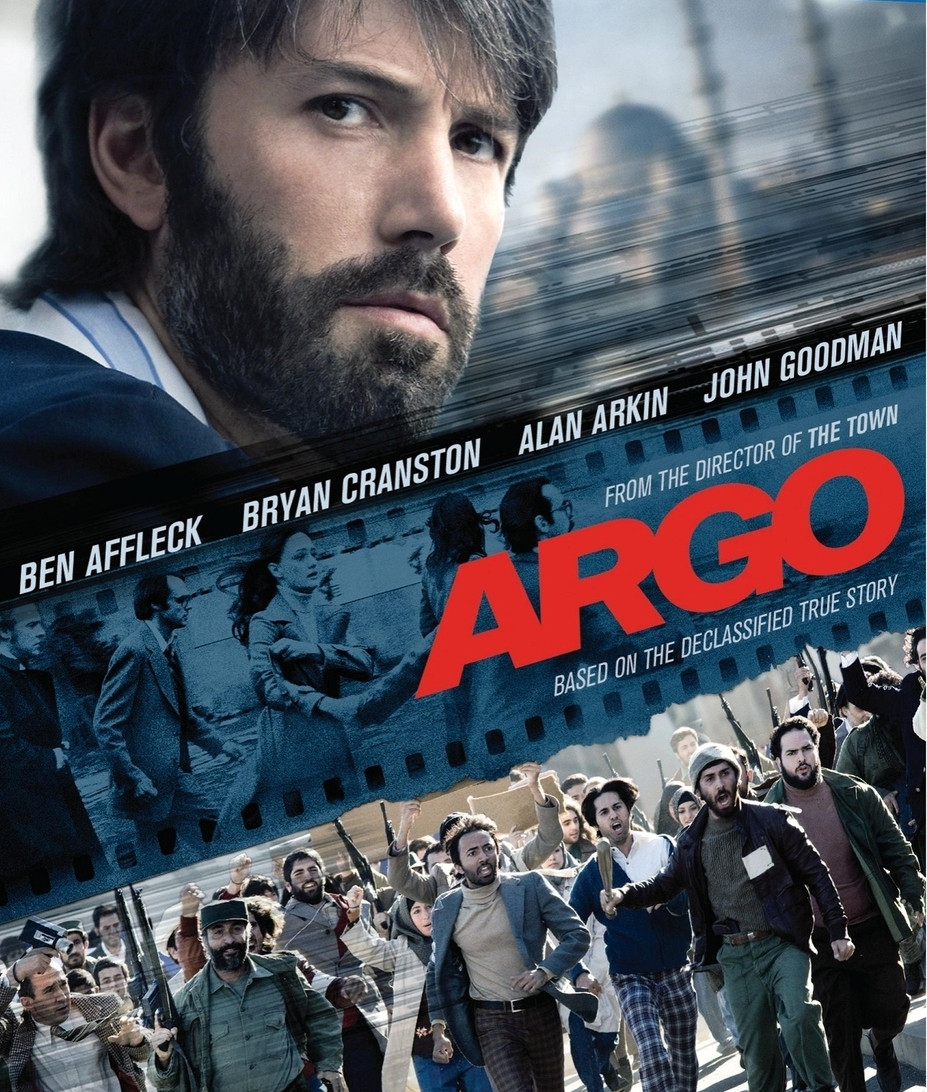 BEN AFFLECK BRYAN CRANSTON ALAN ARKIN JOHN GOODMAN
FROM THE DIRECTOR OF THE TOWN
ARGO
BASED ON THE DECLASSIFIED TRUE STORY